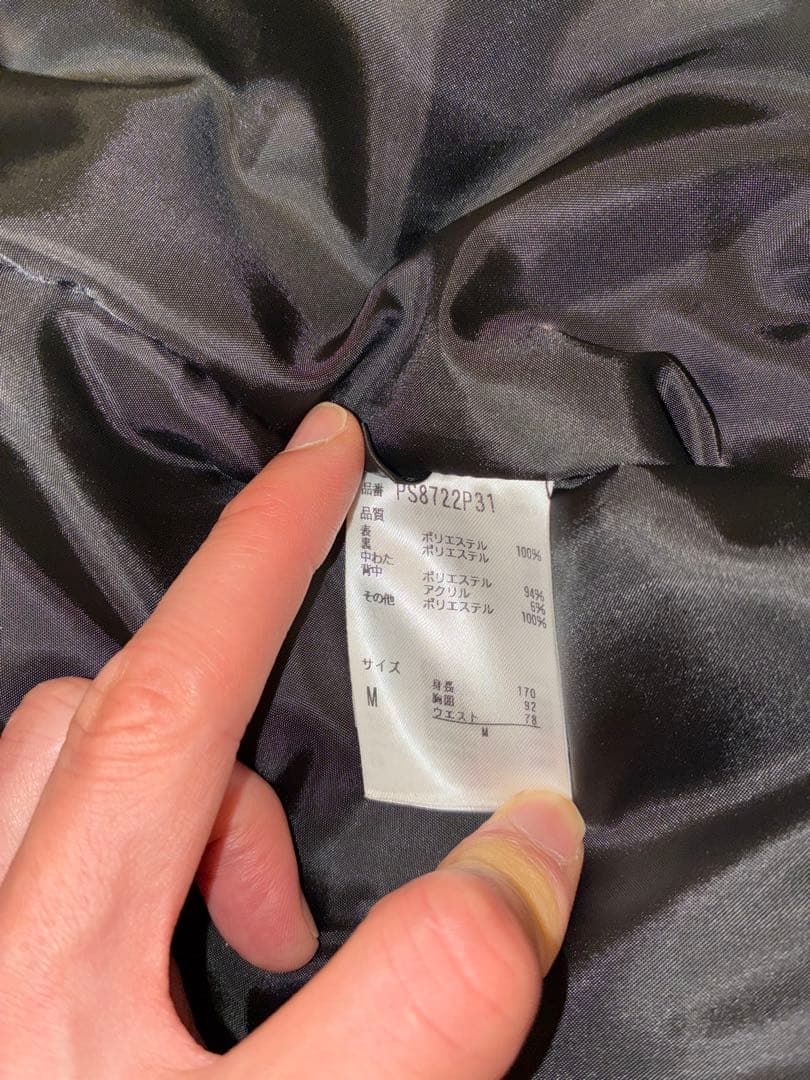 品番 PS8722P31
品質
表 ポリエステル 100%
裏 ポリエステル
中わた
背中 ポリエステル 94%
アクリル 6%
その他 ポリエステル 100%
サイズ
M
身長 170
胸囲 92
ウエスト 78
M